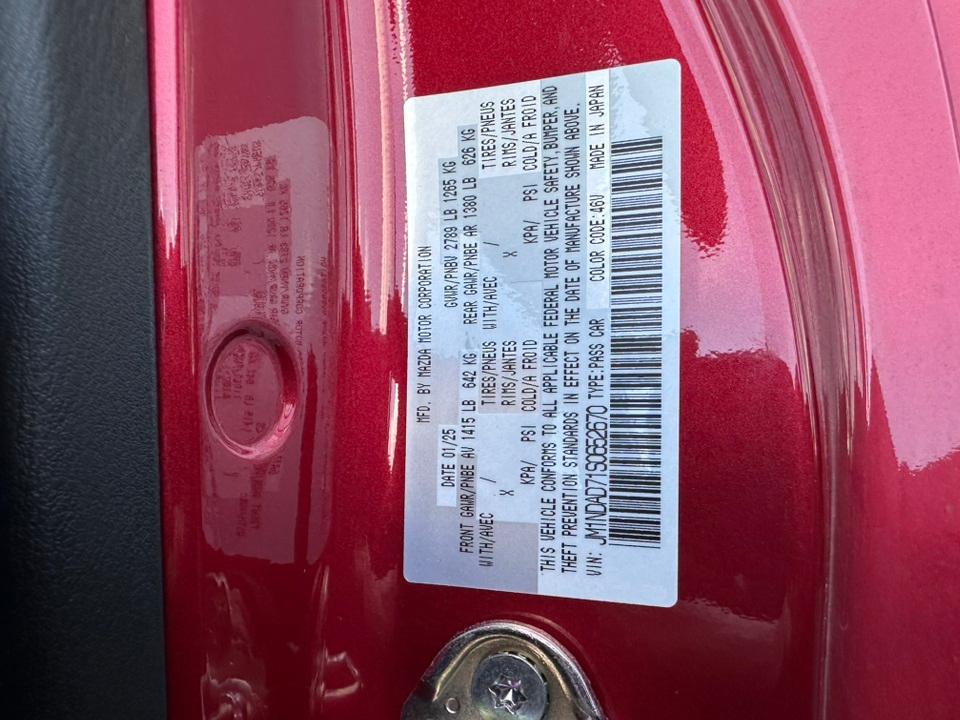 MFD. BY MAZDA MOTOR CORPORATION
DATE 01/25 GVWR/PNBV 2789 LB 1265 KG
FRONT GAWR/PNBE AV 1415 LB 642 KG REAR GAWR/PNBE AR 1380 LB 626 KG
WITH/AVEC / TIRES/PNEUS WITH/AVEC / TIRES/PNEUS
X RIMS/JANTES X RIMS/JANTES
KPA/ PSI COLD/A FROID KPA/ PSI COLD/A FROID
THIS VEHICLE CONFORMS TO ALL APPLICABLE FEDERAL MOTOR VEHICLE SAFETY, BUMPER, AND
THEFT PREVENTION STANDARDS IN EFFECT ON THE DATE OF MANUFACTURE SHOWN ABOVE.
VIN: JM1NDAD71S0652670 TYPE:PASS CAR COLOR CODE:46V MADE IN JAPAN